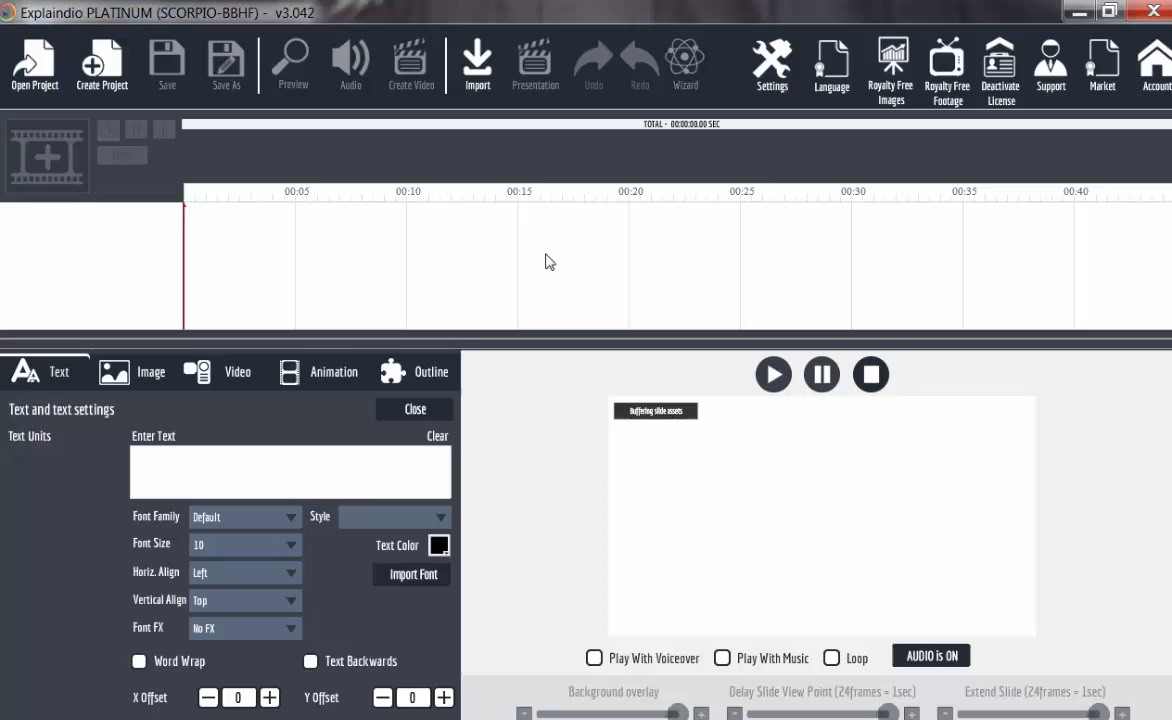 Explaindio PLATINUM (SCORPIO-BBHF) - v3.042
Open Project
Create Project
Save
Save As
Preview
Audio
Create Video
Import
Presentation
Undo
Redo
Wizard
Settings
Language
Royalty Free Images
Royalty Free Footage
Deactivate License
Support
Market
Account
TOTAL - 00:00:00.00 SEC
00:05 00:10 00:15 00:20 00:25 00:30 00:35 00:40
Text Image Video Animation Outline
Text and text settings Close
Text Units Enter Text Clear
Font Family Default Style
Font Size 10 Text Color
Horiz. Align Left Import Font
Vertical Align Top
Font FX No FX
Word Wrap Text Backwards
X Offset - 0 + Y Offset - 0 +
Buffering slide assets
Play With Voiceover Play With Music Loop AUDIO is ON
Background overlay Delay Slide View Point (24frames = 1sec) Extend Slide (24frames = 1sec)
- + - + - +